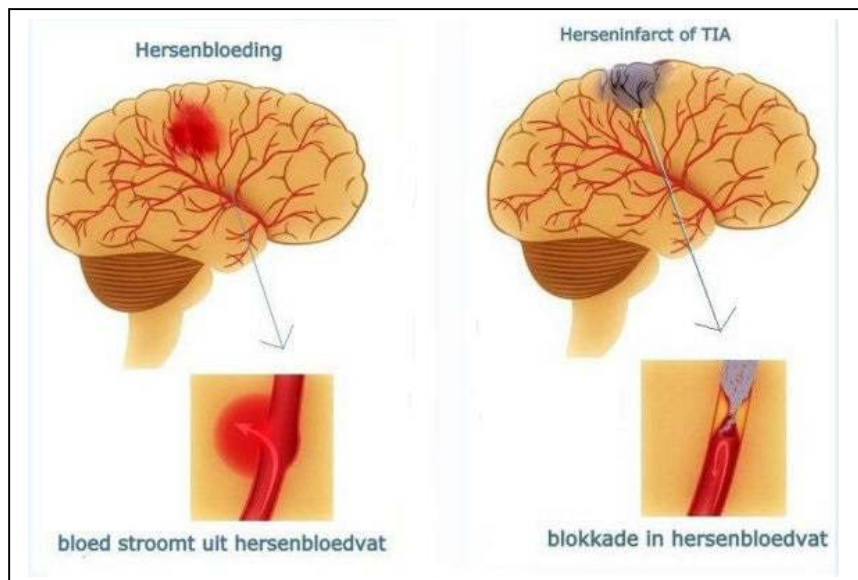 Hersenbloeding
Herseninfarct of TIA
bloed stroomt uit hersenbloedvat
blokkade in hersenbloedvat